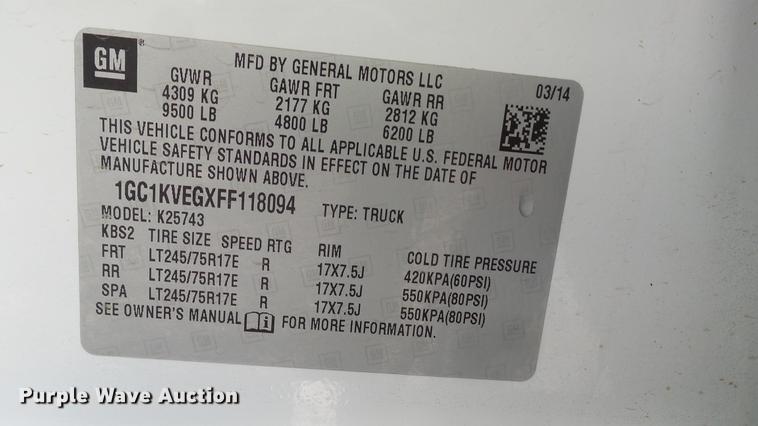 GM®
MFD BY GENERAL MOTORS LLC
03/14
GVWR GAWR FRT GAWR RR
4309 KG 2177 KG 2812 KG
9500 LB 4800 LB 6200 LB
THIS VEHICLE CONFORMS TO ALL APPLICABLE U.S. FEDERAL MOTOR
VEHICLE SAFETY STANDARDS IN EFFECT ON THE DATE OF
MANUFACTURE SHOWN ABOVE.
1GC1KVEGXFF118094 TYPE: TRUCK
MODEL: K25743
KBS2 TIRE SIZE SPEED RTG RIM COLD TIRE PRESSURE
FRT LT245/75R17E R 17X7.5J 420KPA(60PSI)
RR LT245/75R17E R 17X7.5J 550KPA(80PSI)
SPA LT245/75R17E R 17X7.5J 550KPA(80PSI)
SEE OWNER'S MANUAL i FOR MORE INFORMATION.
Purple Wave Auction